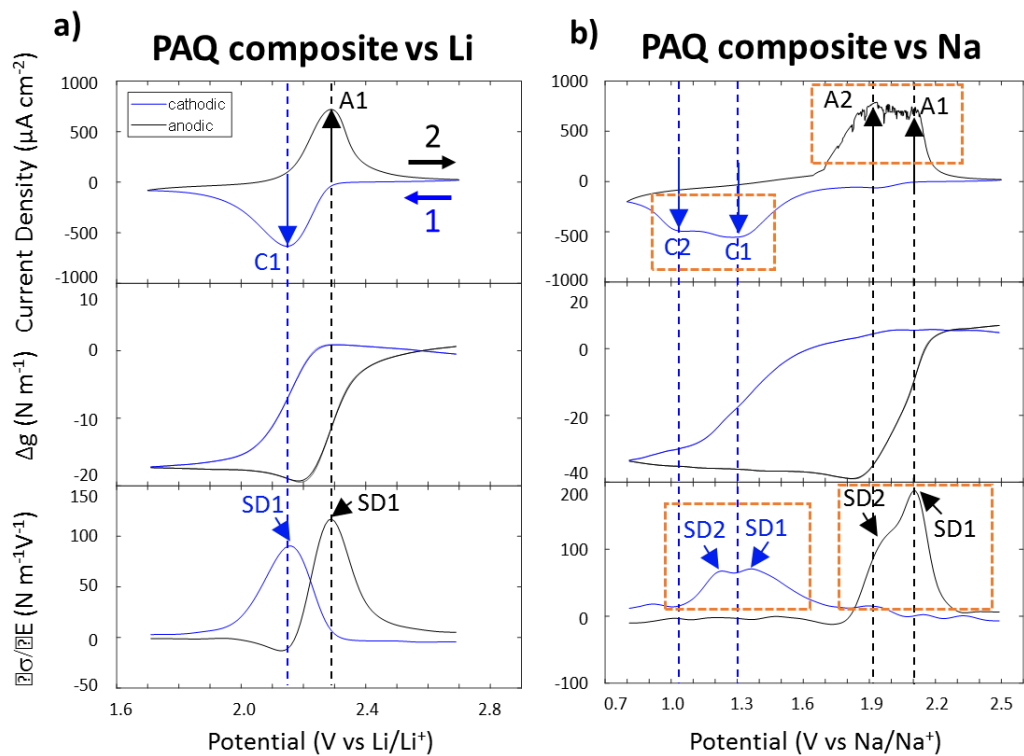 a)
PAQ composite vs Li
b)
PAQ composite vs Na
Current Density (µA cm⁻²)
1000
500
0
-500
-1000
cathodic
anodic
A1
2
1
C1
1000
500
0
-500
-1000
A2
A1
C2
C1
Δg (N m⁻¹)
10
0
-10
-20
20
0
-20
-40
�σ/�E (N m⁻¹V⁻¹)
150
100
50
0
-50
SD1
SD1
200
100
0
-100
SD2
SD1
SD2
SD1
1.6
2.0
2.4
2.8
Potential (V vs Li/Li⁺)
0.7
1.0
1.3
1.6
1.9
2.2
2.5
Potential (V vs Na/Na⁺)